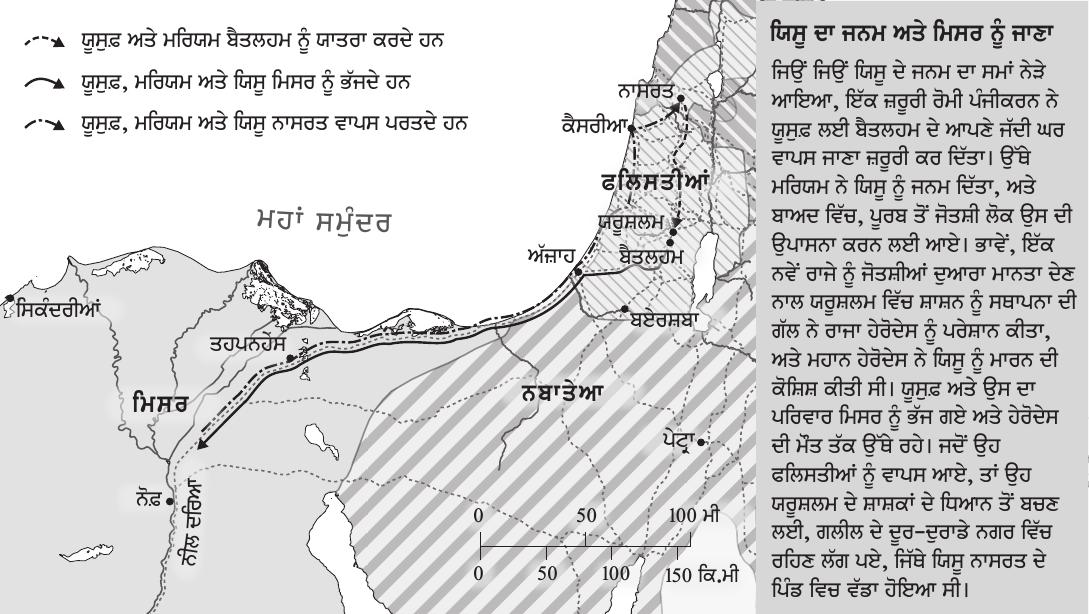 ਯੂਸੁਫ਼ ਅਤੇ ਮਰਿਯਮ ਬੈਤਲਹਮ ਨੂੰ ਯਾਤਰਾ ਕਰਦੇ ਹਨ
ਯੂਸੁਫ਼, ਮਰਿਯਮ ਅਤੇ ਯਿਸੂ ਮਿਸਰ ਨੂੰ ਭੱਜਦੇ ਹਨ
ਯੂਸੁਫ਼, ਮਰਿਯਮ ਅਤੇ ਯਿਸੂ ਨਾਸਰਤ ਵਾਪਸ ਪਰਤਦੇ ਹਨ
ਨਾਸਰਤ
ਕੈਸਰੀਆ
ਫਲਿਸਤੀਆਂ
ਮਹਾਂ ਸਮੁੰਦਰ
ਯਰੂਸ਼ਲਮ
ਅੱਜਾਹ
ਬੈਤਲਹਮ
ਸਿਕੰਦਰੀਆਂ
ਬਏਰਸ਼ਬਾ
ਤਹਪਨਹੇਸ
ਮਿਸਰ
ਨਬਾਤੇਆ
ਪੇਟ੍ਰਾ
ਨੋਫ਼
ਨੀਲ ਦਰਿਆ
0 50 100 ਮੀ
0 50 100 150 ਕਿ.ਮੀ
ਯਿਸੂ ਦਾ ਜਨਮ ਅਤੇ ਮਿਸਰ ਨੂੰ ਜਾਣਾ
ਜਿਉਂ ਜਿਉਂ ਯਿਸੂ ਦੇ ਜਨਮ ਦਾ ਸਮਾਂ ਨੇੜੇ
ਆਇਆ, ਇੱਕ ਜ਼ਰੂਰੀ ਰੋਮੀ ਪੰਜੀਕਰਨ ਨੇ
ਯੂਸੁਫ਼ ਲਈ ਬੈਤਲਹਮ ਦੇ ਆਪਣੇ ਜੱਦੀ ਘਰ
ਵਾਪਸ ਜਾਣਾ ਜ਼ਰੂਰੀ ਕਰ ਦਿੱਤਾ। ਉੱਥੇ
ਮਰਿਯਮ ਨੇ ਯਿਸੂ ਨੂੰ ਜਨਮ ਦਿੱਤਾ, ਅਤੇ
ਬਾਅਦ ਵਿੱਚ, ਪੂਰਬ ਤੋਂ ਜੋਤਸ਼ੀ ਲੋਕ ਉਸ ਦੀ
ਉਪਾਸਨਾ ਕਰਨ ਲਈ ਆਏ। ਭਾਵੇਂ, ਇੱਕ
ਨਵੇਂ ਰਾਜੇ ਨੂੰ ਜੋਤਸ਼ੀਆਂ ਦੁਆਰਾ ਮਾਨਤਾ ਦੇਣ
ਨਾਲ ਯਰੂਸ਼ਲਮ ਵਿੱਚ ਸ਼ਾਸ਼ਨ ਨੂੰ ਸਥਾਪਨਾ ਦੀ
ਗੱਲ ਨੇ ਰਾਜਾ ਹੇਰੋਦੇਸ ਨੂੰ ਪਰੇਸ਼ਾਨ ਕੀਤਾ,
ਅਤੇ ਮਹਾਨ ਹੇਰੋਦੇਸ ਨੇ ਯਿਸੂ ਨੂੰ ਮਾਰਨ ਦੀ
ਕੋਸ਼ਿਸ਼ ਕੀਤੀ ਸੀ। ਯੂਸੁਫ਼ ਅਤੇ ਉਸ ਦਾ
ਪਰਿਵਾਰ ਮਿਸਰ ਨੂੰ ਭੱਜ ਗਏ ਅਤੇ ਹੇਰੋਦੇਸ
ਦੀ ਮੌਤ ਤੱਕ ਉੱਥੇ ਰਹੇ। ਜਦੋਂ ਉਹ
ਫਲਿਸਤੀਆਂ ਨੂੰ ਵਾਪਸ ਆਏ, ਤਾਂ ਉਹ
ਯਰੂਸ਼ਲਮ ਦੇ ਸ਼ਾਸ਼ਕਾਂ ਦੇ ਧਿਆਨ ਤੋਂ ਬਚਣ
ਲਈ, ਗਲੀਲ ਦੇ ਦੂਰ-ਦੁਰਾਡੇ ਨਗਰ ਵਿੱਚ
ਰਹਿਣ ਲੱਗ ਪਏ, ਜਿੱਥੇ ਯਿਸੂ ਨਾਸਰਤ ਦੇ
ਪਿੰਡ ਵਿਚ ਵੱਡਾ ਹੋਇਆ ਸੀ।